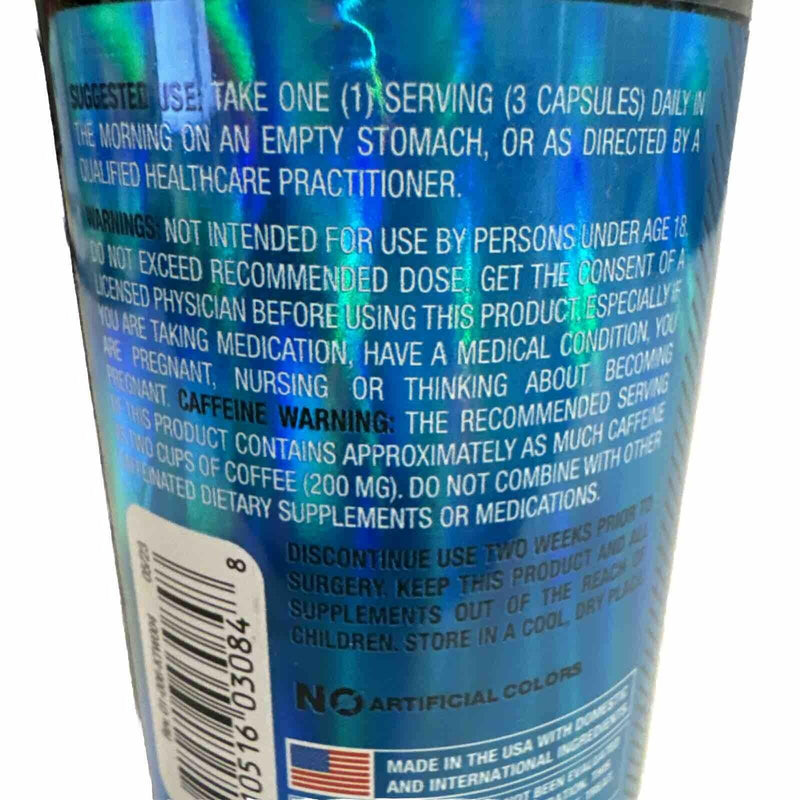 SUGGESTED USE: TAKE ONE (1) SERVING (3 CAPSULES) DAILY IN
THE MORNING ON AN EMPTY STOMACH, OR AS DIRECTED BY A
QUALIFIED HEALTHCARE PRACTITIONER.
WARNINGS: NOT INTENDED FOR USE BY PERSONS UNDER AGE 18.
DO NOT EXCEED RECOMMENDED DOSE. GET THE CONSENT OF A
LICENSED PHYSICIAN BEFORE USING THIS PRODUCT, ESPECIALLY IF
YOU ARE TAKING MEDICATION, HAVE A MEDICAL CONDITION, YOU
ARE PREGNANT, NURSING OR THINKING ABOUT BECOMING
PREGNANT. CAFFEINE WARNING: THE RECOMMENDED SERVING
OF THIS PRODUCT CONTAINS APPROXIMATELY AS MUCH CAFFEINE
AS TWO CUPS OF COFFEE (200 MG). DO NOT COMBINE WITH OTHER
CAFFEINATED DIETARY SUPPLEMENTS OR MEDICATIONS.
DISCONTINUE USE TWO WEEKS PRIOR TO
SURGERY. KEEP THIS PRODUCT AND ALL
SUPPLEMENTS OUT OF THE REACH OF
CHILDREN. STORE IN A COOL, DRY PLACE.
NO ARTIFICIAL COLORS
MADE IN THE USA WITH DOMESTIC
AND INTERNATIONAL INGREDIENTS.
NOT BEEN EVALUATED
THIS
TREAT,
05/23
10516 03084 8